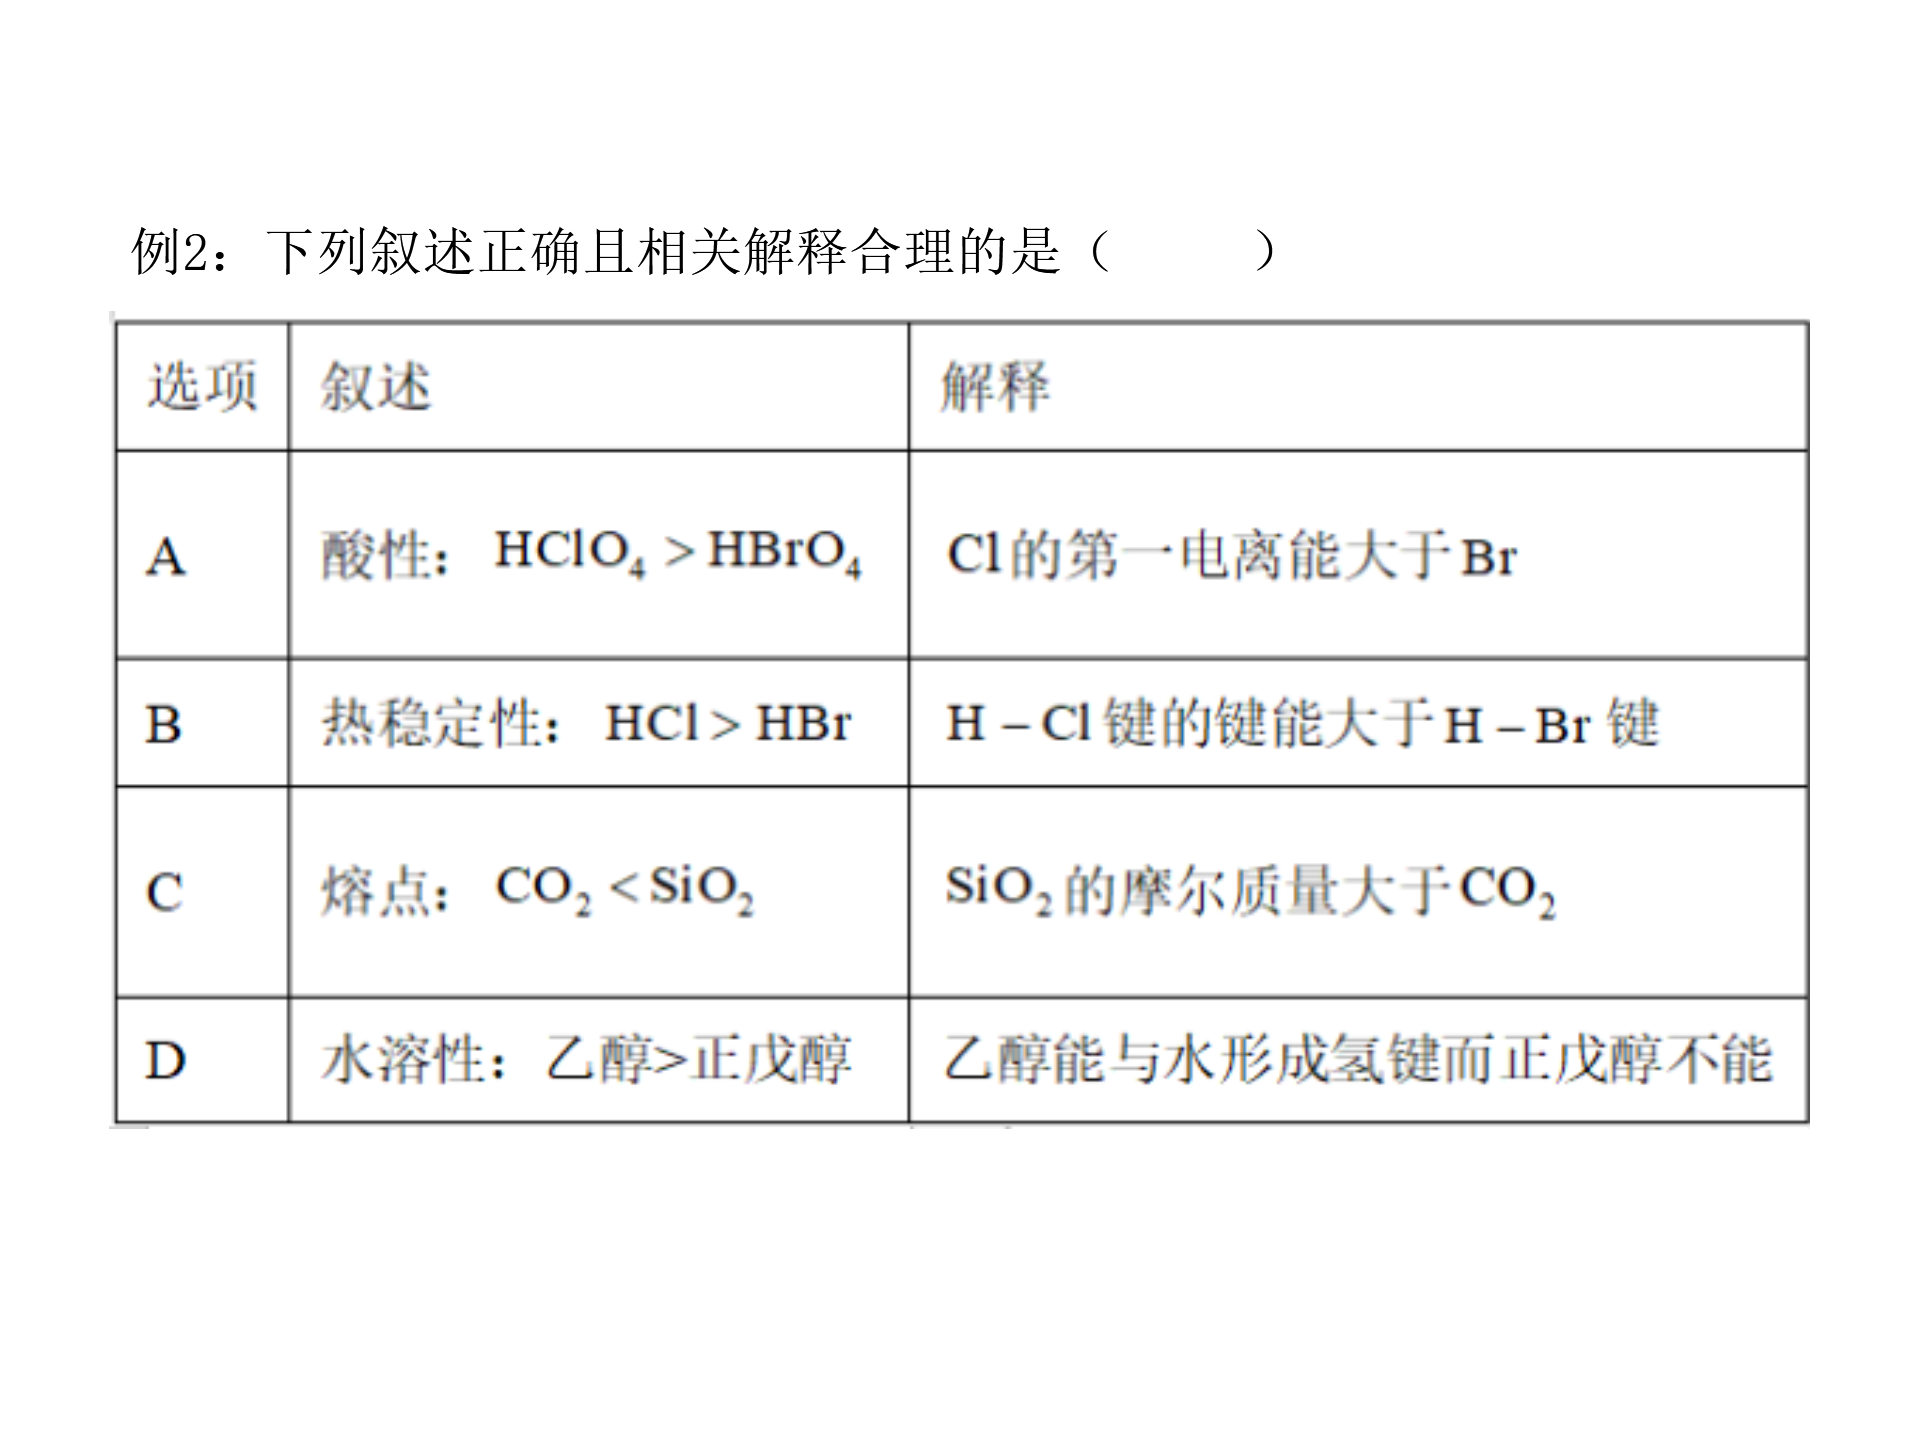 例2：下列叙述正确且相关解释合理的是（ ）
选项 叙述 解释
A 酸性： HClO₄ > HBrO₄ Cl的第一电离能大于Br
B 热稳定性： HCl > HBr H－Cl键的键能大于H－Br键
C 熔点： CO₂ < SiO₂ SiO₂的摩尔质量大于CO₂
D 水溶性：乙醇>正戊醇 乙醇能与水形成氢键而正戊醇不能